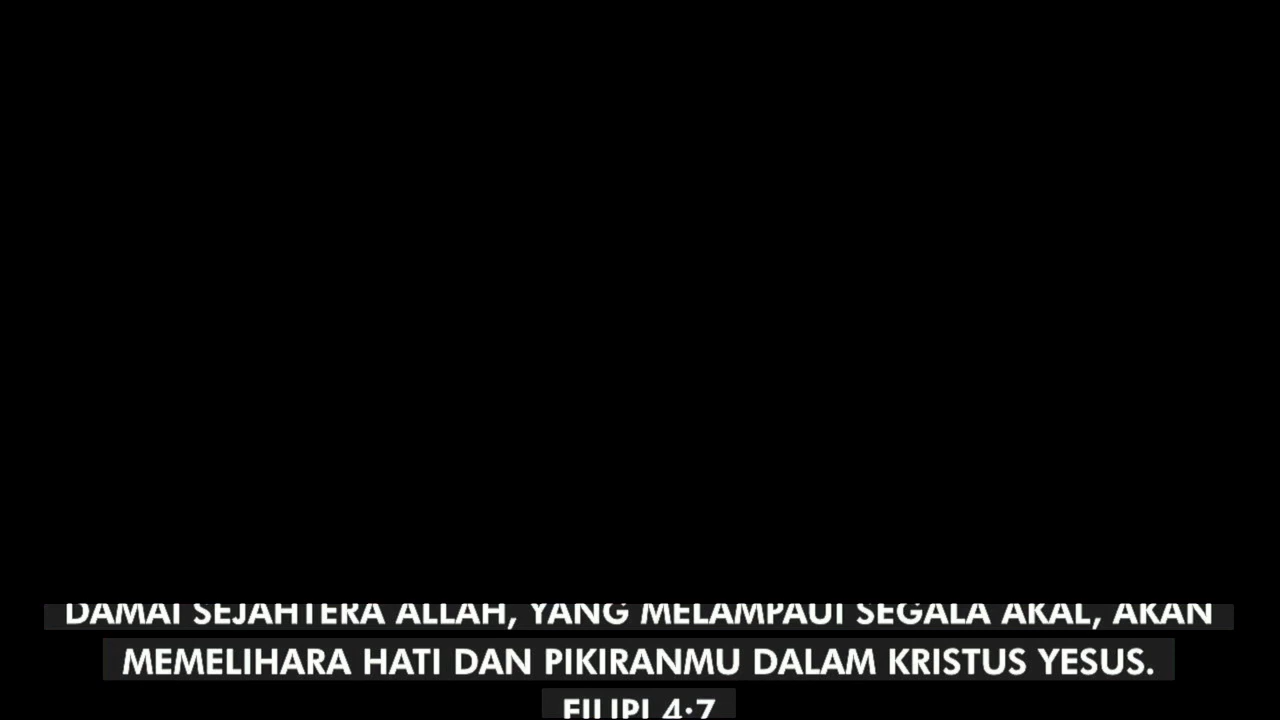 DAMAI SEJAHTERA ALLAH, YANG MELAMPAUI SEGALA AKAL, AKAN
MEMELIHARA HATI DAN PIKIRANMU DALAM KRISTUS YESUS.
FILIPI 4:7